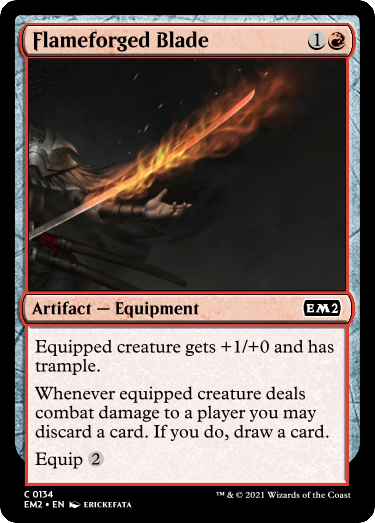 Flameforged Blade 1
Artifact — Equipment EM2
Equipped creature gets +1/+0 and has
trample.
Whenever equipped creature deals
combat damage to a player you may
discard a card. If you do, draw a card.
Equip 2
C 0134
EM2 • EN ERICKEFATA ™ & © 2021 Wizards of the Coast